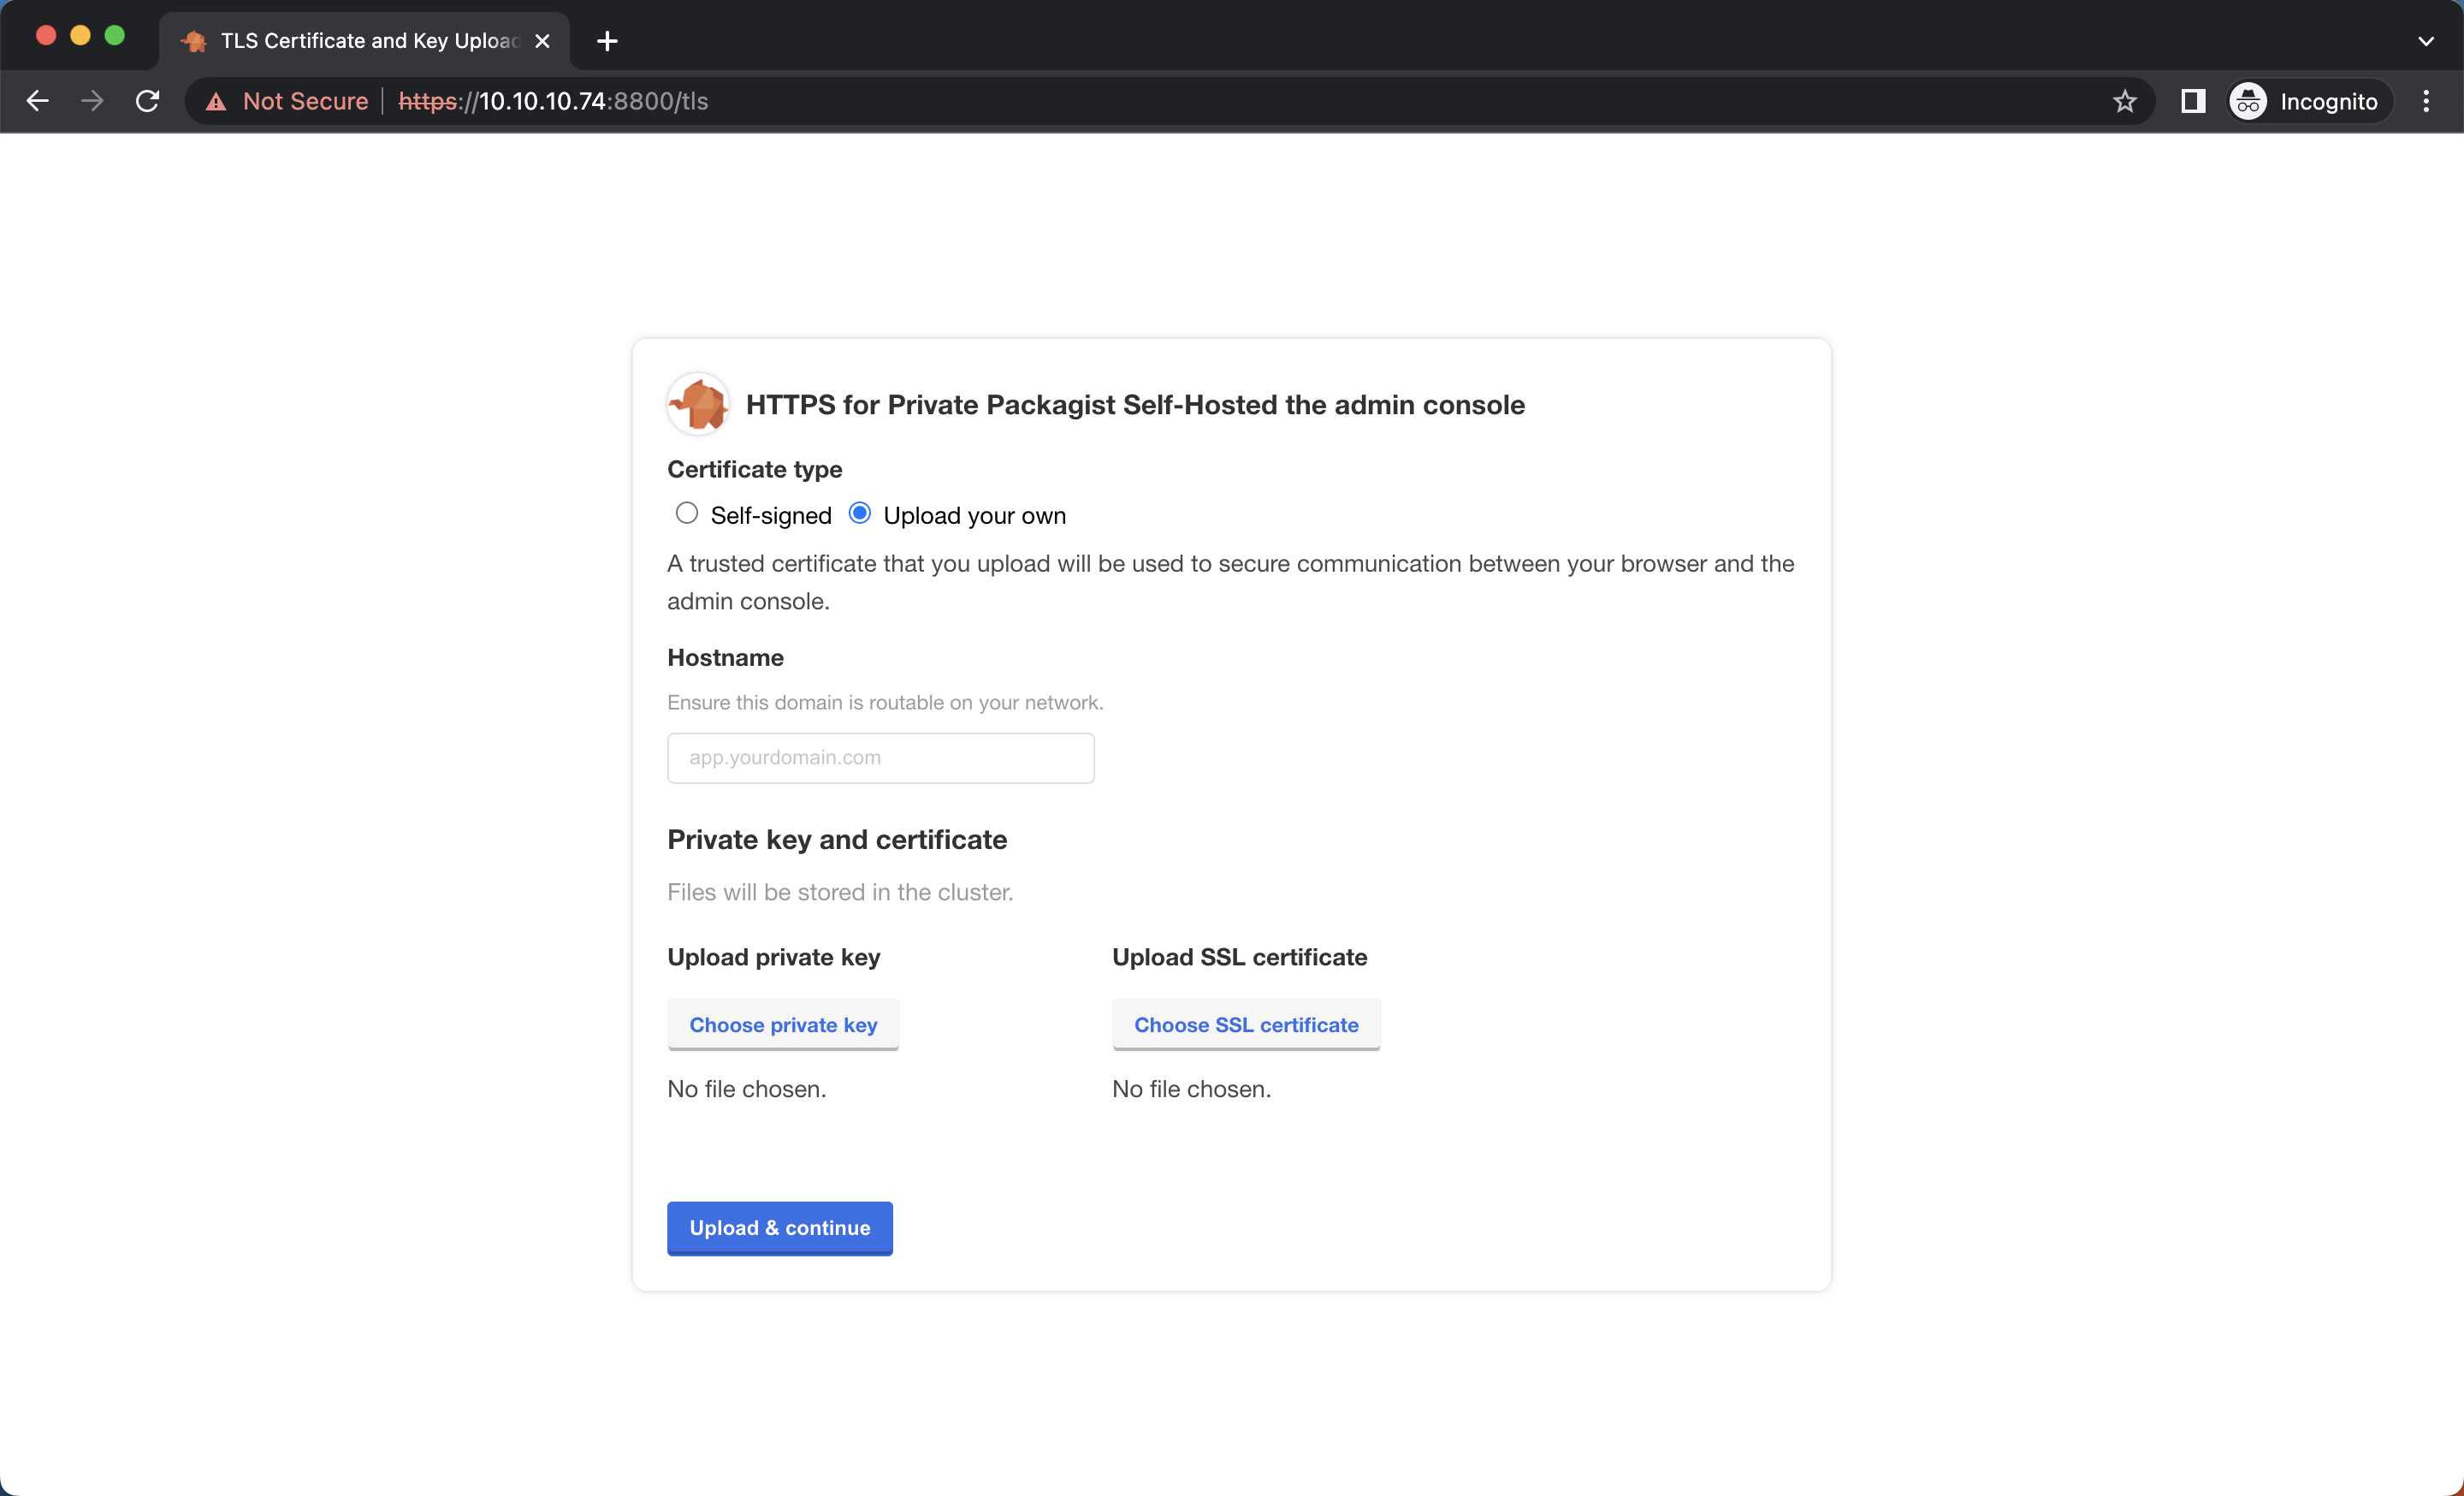 TLS Certificate and Key Upload
Not Secure https://10.10.10.74:8800/tls Incognito
HTTPS for Private Packagist Self-Hosted the admin console
Certificate type
Self-signed Upload your own
A trusted certificate that you upload will be used to secure communication between your browser and the
admin console.
Hostname
Ensure this domain is routable on your network.
app.yourdomain.com
Private key and certificate
Files will be stored in the cluster.
Upload private key Upload SSL certificate
Choose private key Choose SSL certificate
No file chosen. No file chosen.
Upload & continue